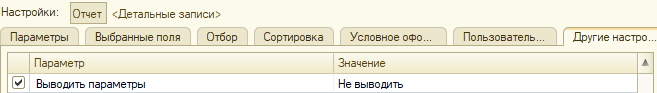 Настройки: Отчет <Детальные записи>
Параметры Выбранные поля Отбор Сортировка Условное офо... Пользователь... Другие настро...
Параметр Значение
Выводить параметры Не выводить